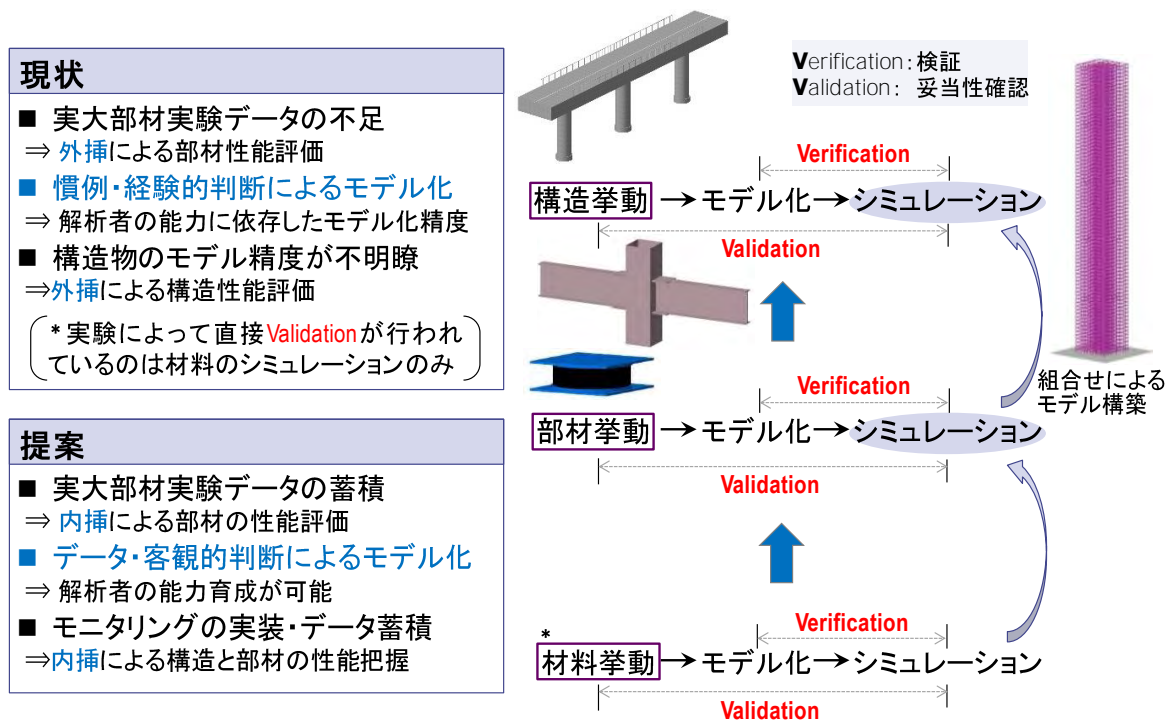 現状
■ 実大部材実験データの不足
⇒ 外挿による部材性能評価
■ 慣例・経験的判断によるモデル化
⇒ 解析者の能力に依存したモデル化精度
■ 構造物のモデル精度が不明瞭
⇒外挿による構造性能評価
*実験によって直接Validationが行われ
ているのは材料のシミュレーションのみ
提案
■ 実大部材実験データの蓄積
⇒ 内挿による部材の性能評価
■ データ・客観的判断によるモデル化
⇒ 解析者の能力育成が可能
■ モニタリングの実装・データ蓄積
⇒内挿による構造と部材の性能把握
Verification:検証
Validation: 妥当性確認
Verification
構造挙動→モデル化→シミュレーション
Validation
組合せによる
モデル構築
Verification
部材挙動→モデル化→シミュレーション
Validation
*
Verification
材料挙動→モデル化→シミュレーション
Validation